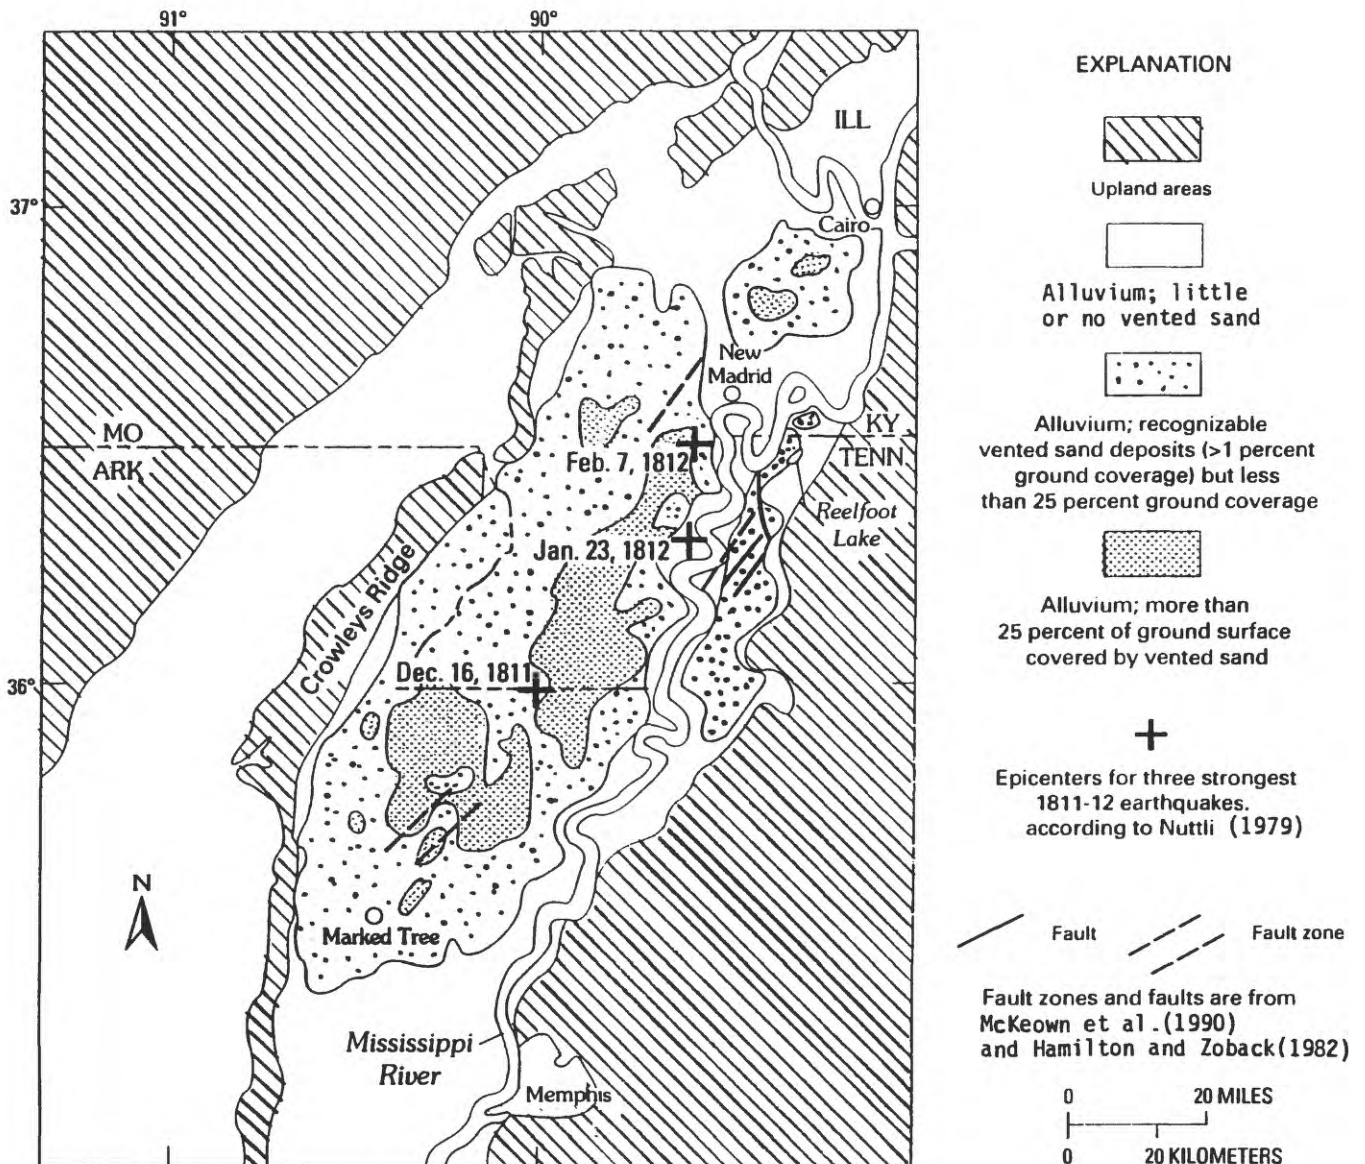 91°
90°
37°
36°
ILL
Cairo
New
Madrid
MO
ARK
KY
TENN
Feb. 7, 1812
Reelfoot
Lake
Jan. 23, 1812
Crowleys Ridge
Dec. 16, 1811
N
Marked Tree
Mississippi
River
Memphis
EXPLANATION
Upland areas
Alluvium; little
or no vented sand
Alluvium; recognizable
vented sand deposits (>1 percent
ground coverage) but less
than 25 percent ground coverage
Alluvium; more than
25 percent of ground surface
covered by vented sand
Epicenters for three strongest
1811-12 earthquakes.
according to Nuttli (1979)
Fault
Fault zone
Fault zones and faults are from
McKeown et al.(1990)
and Hamilton and Zoback(1982)
0 20 MILES
0 20 KILOMETERS